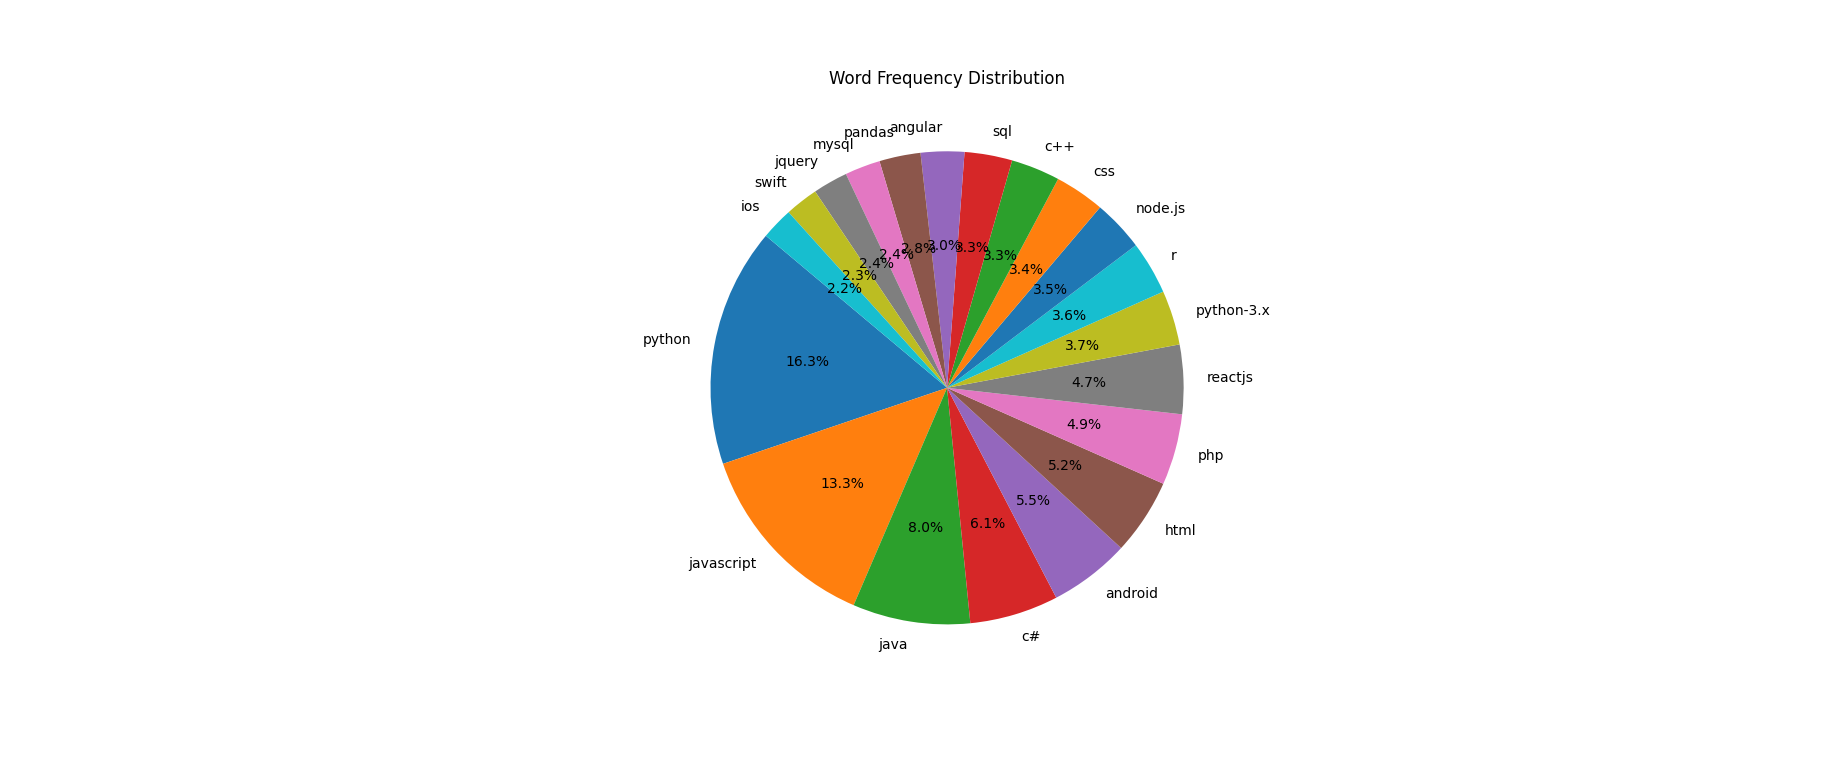 Word Frequency Distribution
python
16.3%
javascript
13.3%
java
8.0%
c#
6.1%
android
5.5%
html
5.2%
php
4.9%
reactjs
4.7%
python-3.x
3.7%
r
3.6%
node.js
3.5%
css
3.4%
c++
3.3%
sql
3.3%
angular
3.0%
pandas
2.8%
mysql
2.4%
jquery
2.4%
swift
2.3%
ios
2.2%